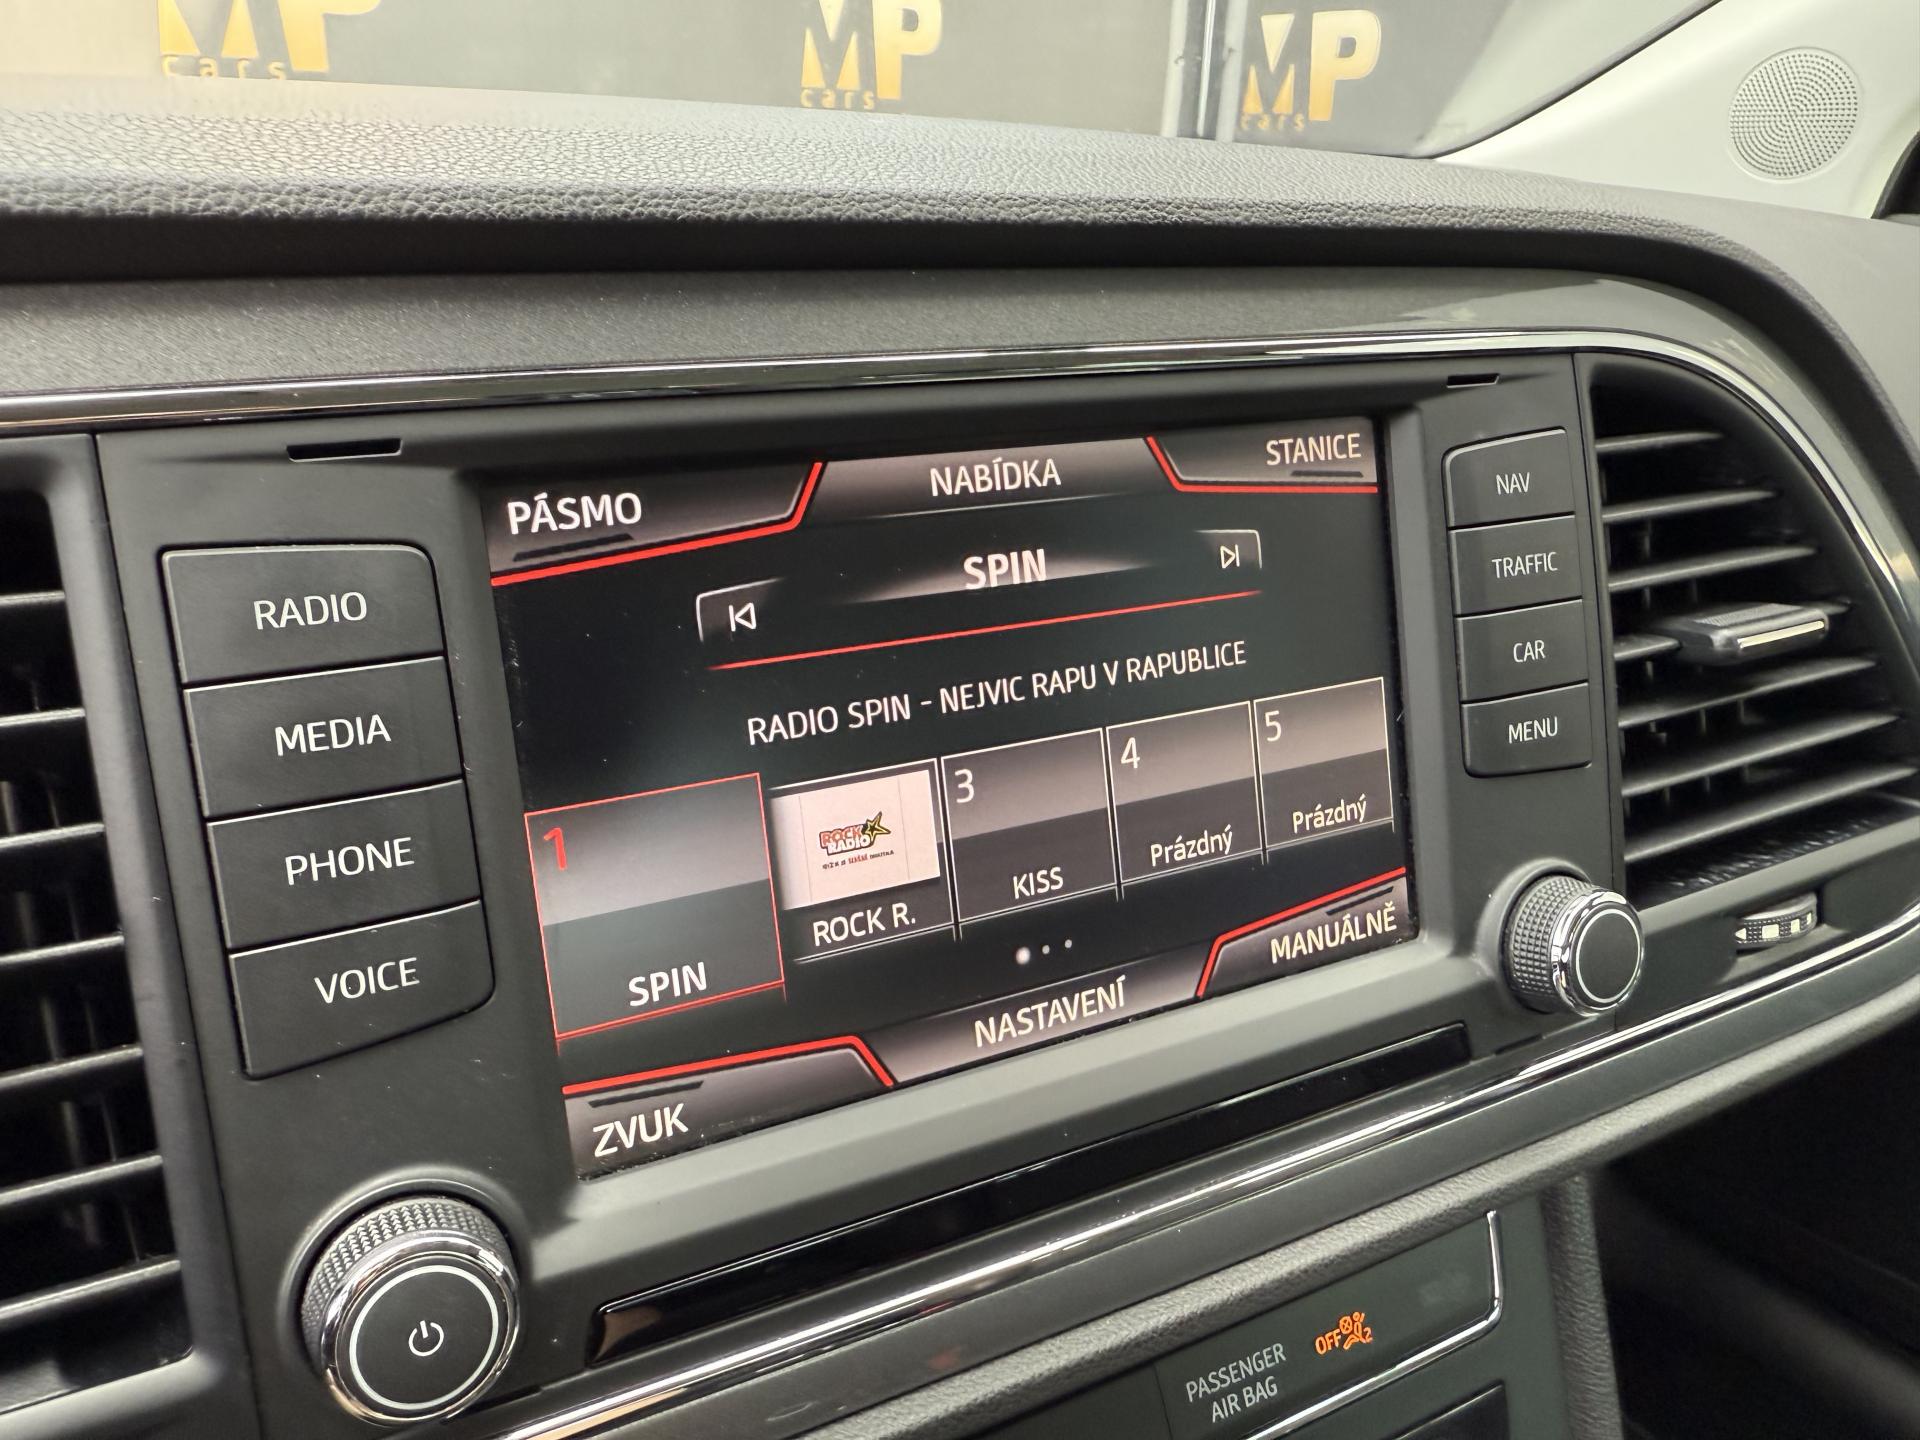 MP
cars
MP
cars
MP
cars
PÁSMO
NABÍDKA
STANICE
SPIN
RADIO SPIN - NEJVIC RAPU V RAPUBLICE
1
SPIN
ROCK
RADIO
ROCK R.
3
KISS
4
Prázdný
5
Prázdný
ZVUK
NASTAVENÍ
MANUÁLNĚ
RADIO
MEDIA
PHONE
VOICE
NAV
TRAFFIC
CAR
MENU
PASSENGER
AIR BAG
OFF
2